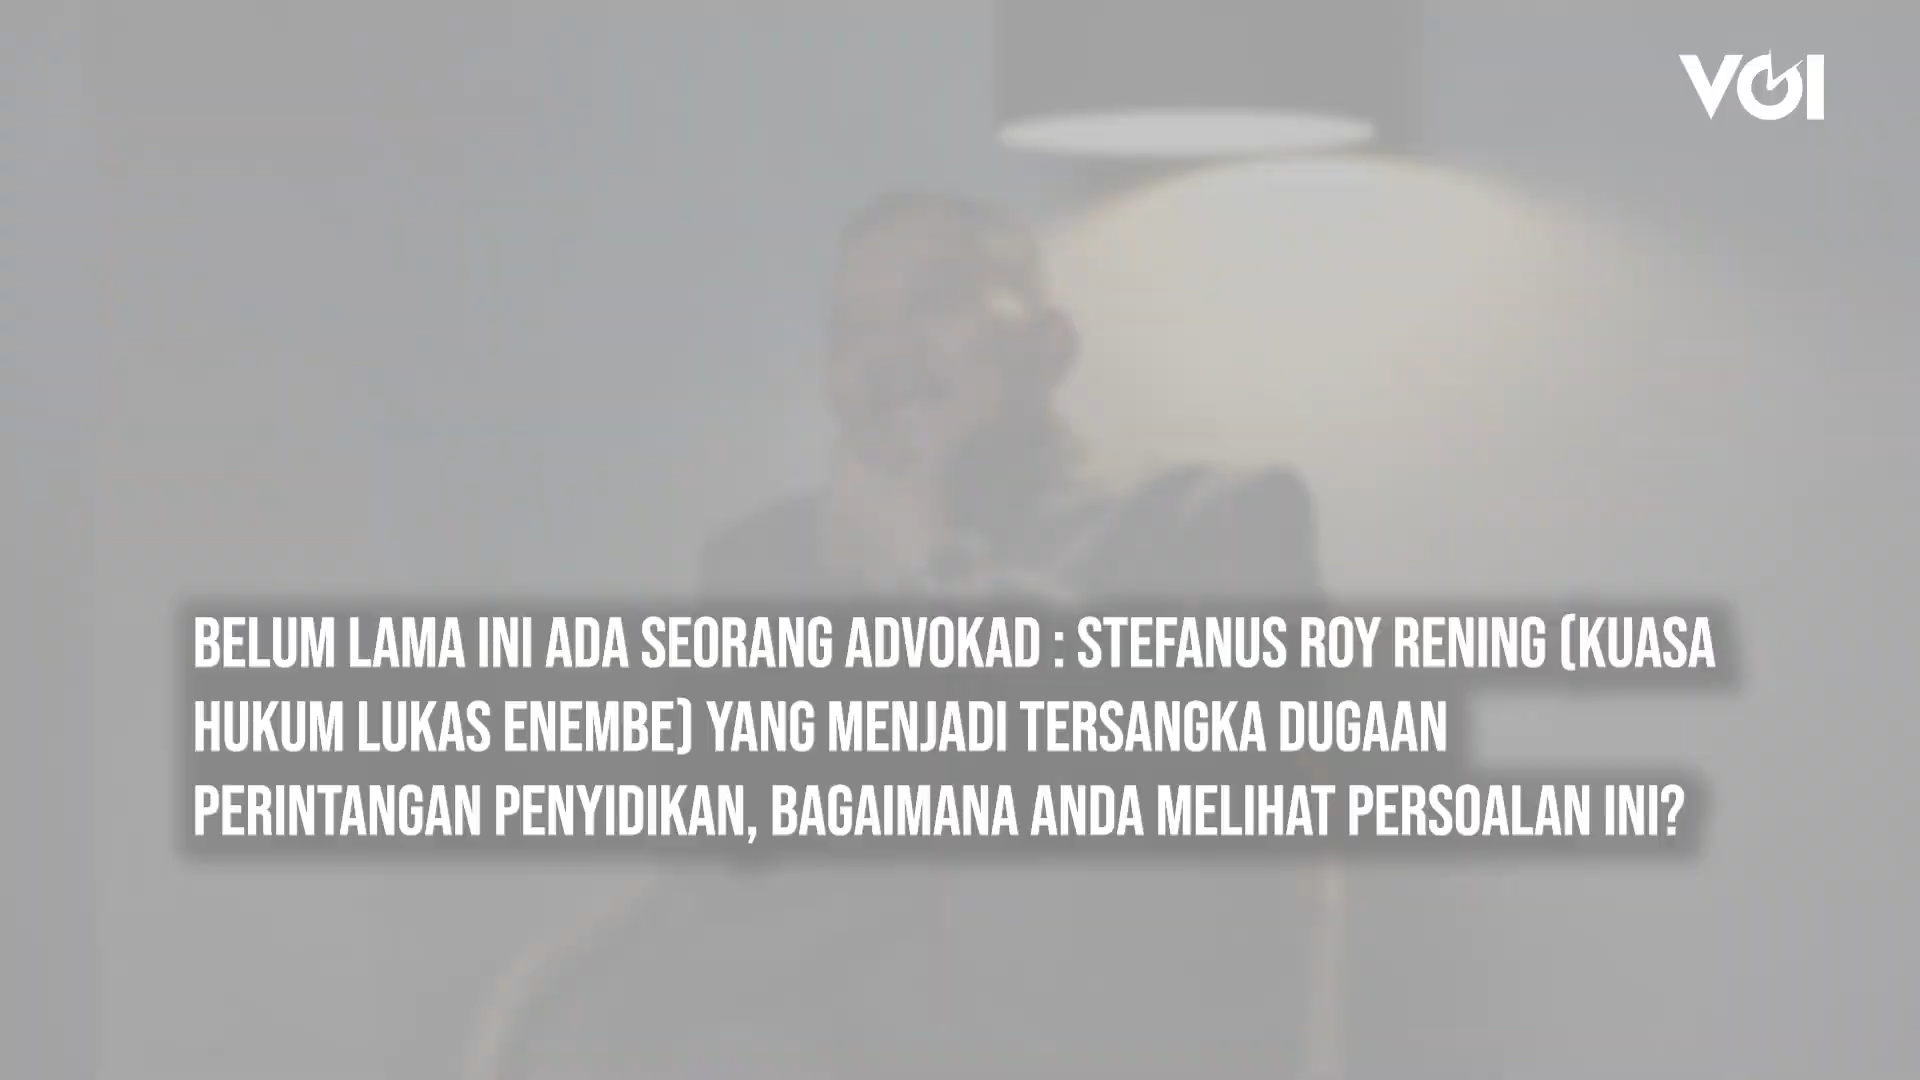 VOI
BELUM LAMA INI ADA SEORANG ADVOKAD : STEFANUS ROY RENING (KUASA
HUKUM LUKAS ENEMBE) YANG MENJADI TERSANGKA DUGAAN
PERINTANGAN PENYIDIKAN, BAGAIMANA ANDA MELIHAT PERSOALAN INI?